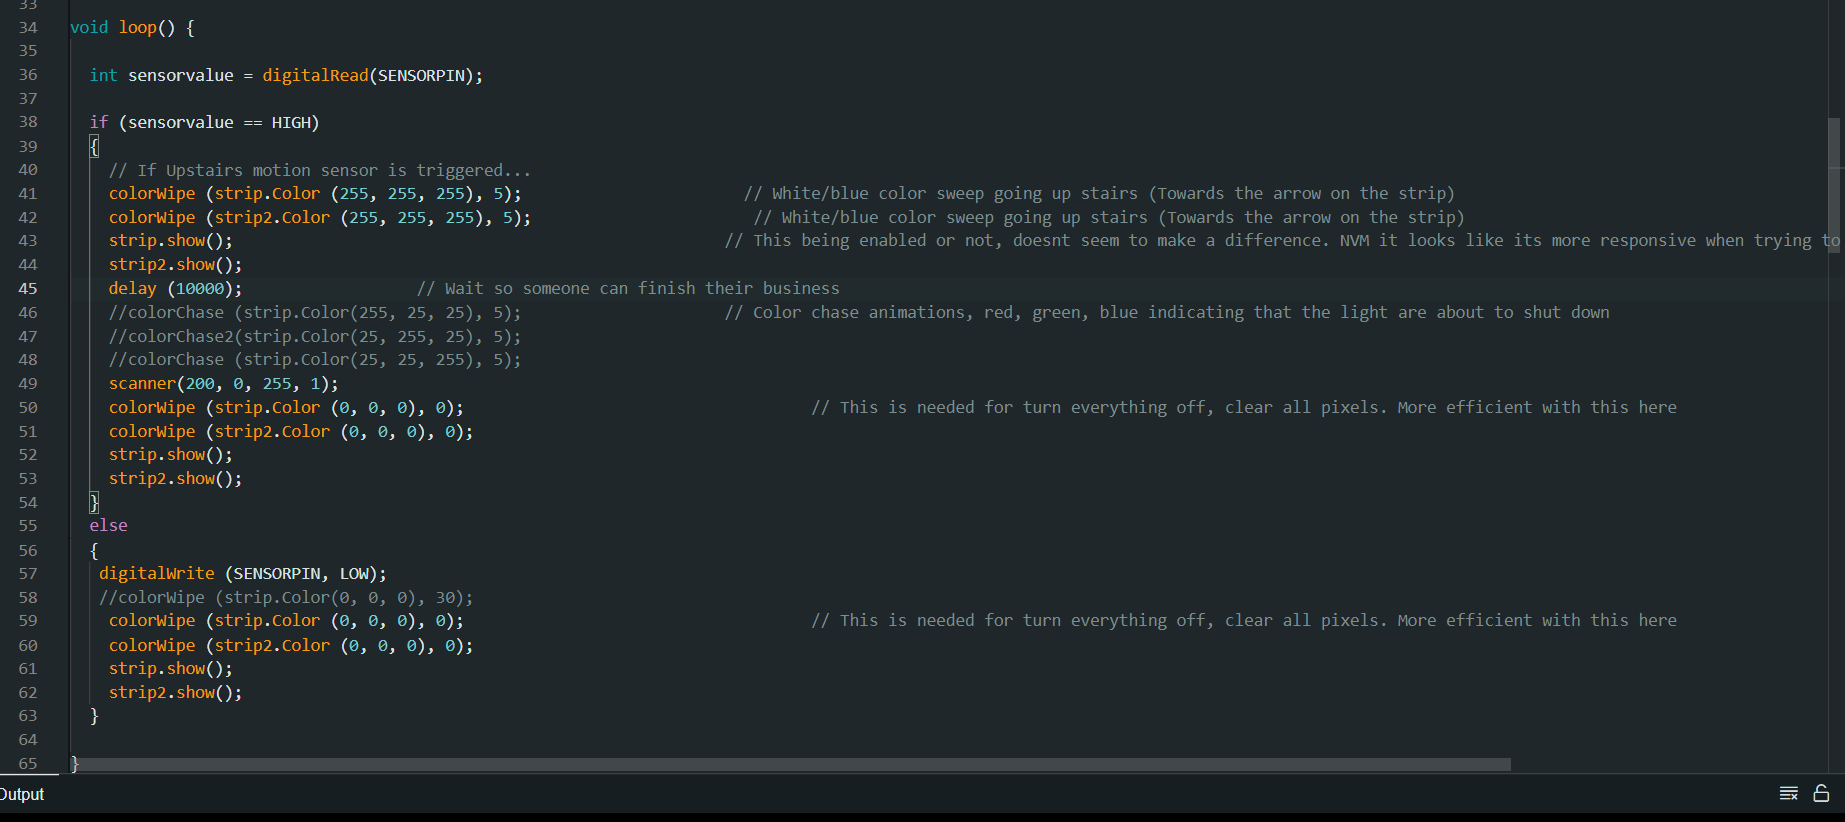 33
34 void loop() {
35
36 int sensorvalue = digitalRead(SENSORPIN);
37
38 if (sensorvalue == HIGH)
39 {
40 // If Upstairs motion sensor is triggered...
41 colorWipe (strip.Color (255, 255, 255), 5); // White/blue color sweep going up stairs (Towards the arrow on the strip)
42 colorWipe (strip2.Color (255, 255, 255), 5); // White/blue color sweep going up stairs (Towards the arrow on the strip)
43 strip.show(); // This being enabled or not, doesnt seem to make a difference. NVM it looks like its more responsive when trying to
44 strip2.show();
45 delay (10000); // Wait so someone can finish their business
46 //colorChase (strip.Color(255, 25, 25), 5); // Color chase animations, red, green, blue indicating that the light are about to shut down
47 //colorChase2(strip.Color(25, 255, 25), 5);
48 //colorChase (strip.Color(25, 25, 255), 5);
49 scanner(200, 0, 255, 1);
50 colorWipe (strip.Color (0, 0, 0), 0); // This is needed for turn everything off, clear all pixels. More efficient with this here
51 colorWipe (strip2.Color (0, 0, 0), 0);
52 strip.show();
53 strip2.show();
54 }
55 else
56 {
57 digitalWrite (SENSORPIN, LOW);
58 //colorWipe (strip.Color(0, 0, 0), 30);
59 colorWipe (strip.Color (0, 0, 0), 0); // This is needed for turn everything off, clear all pixels. More efficient with this here
60 colorWipe (strip2.Color (0, 0, 0), 0);
61 strip.show();
62 strip2.show();
63 }
64
65 }
Output